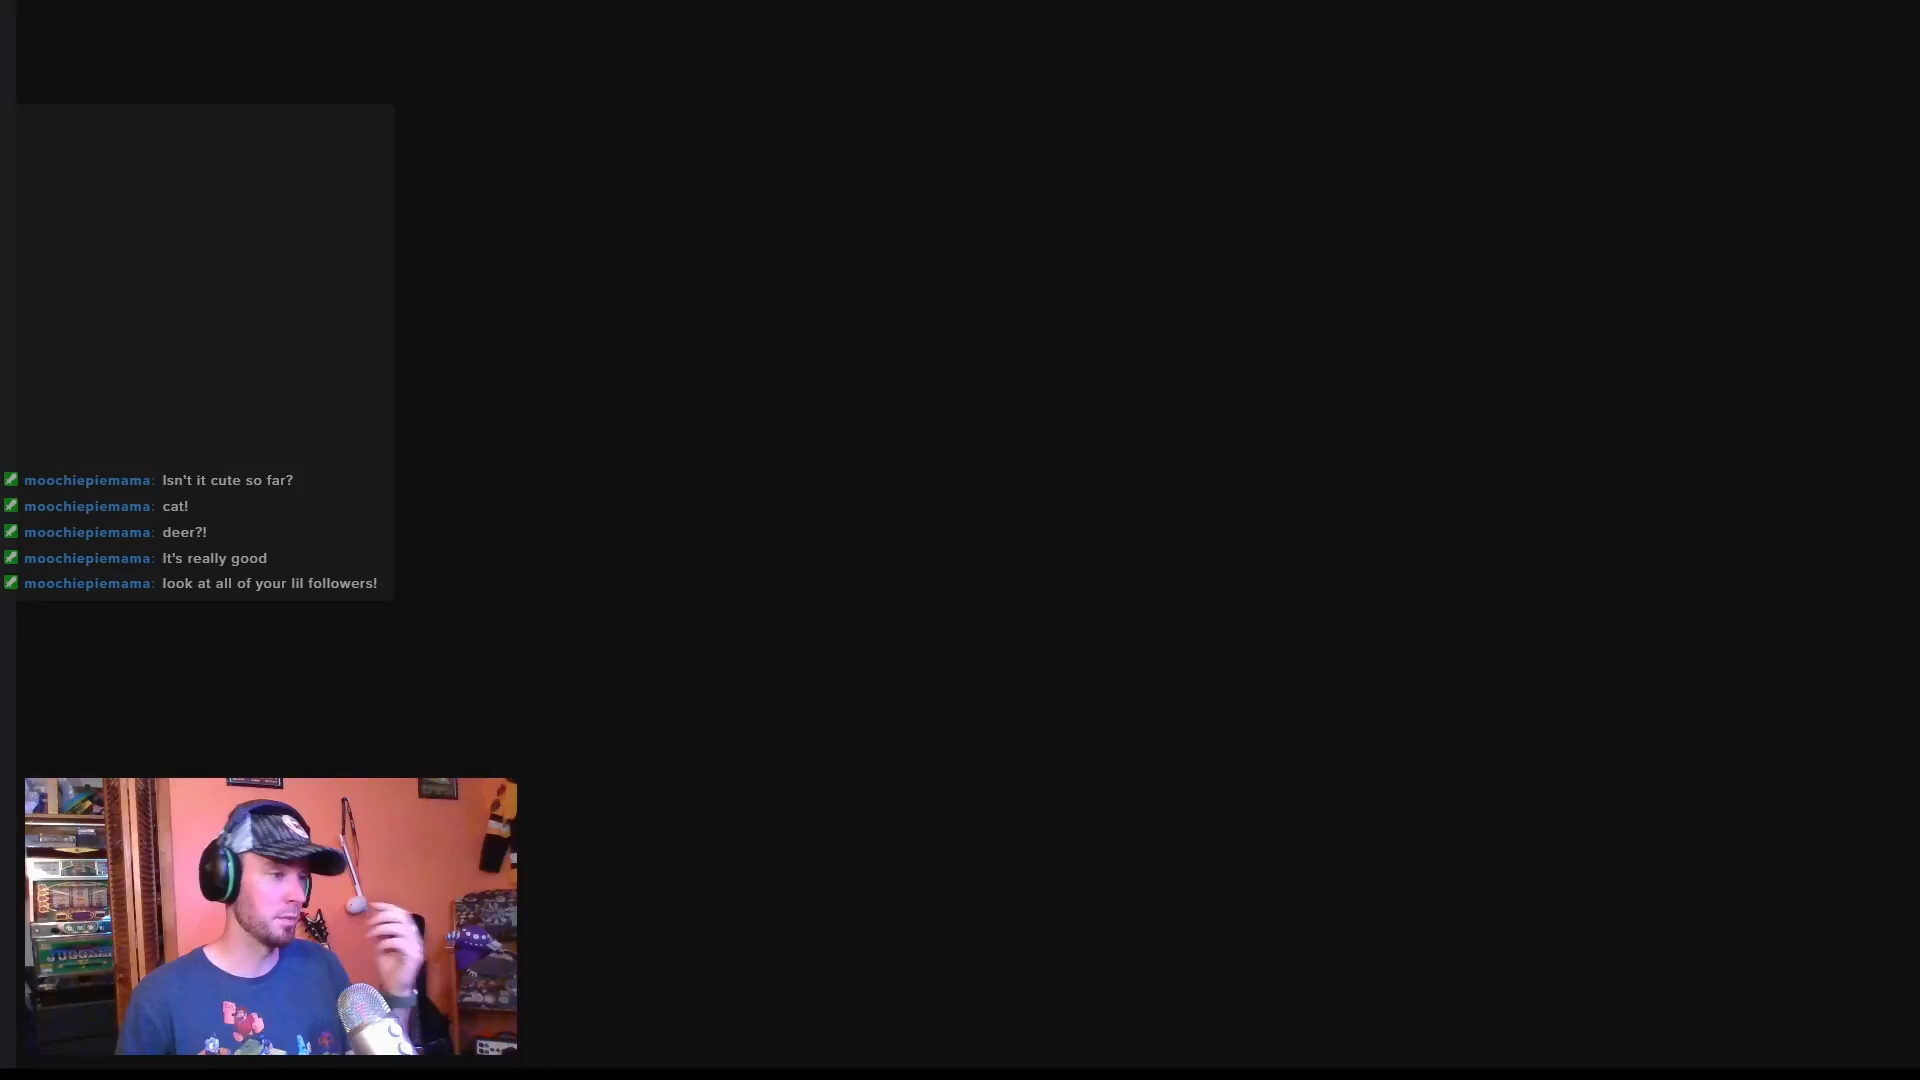 moochiepiemama: Isn't it cute so far?
moochiepiemama: cat!
moochiepiemama: deer?!
moochiepiemama: It's really good
moochiepiemama: look at all of your lil followers!